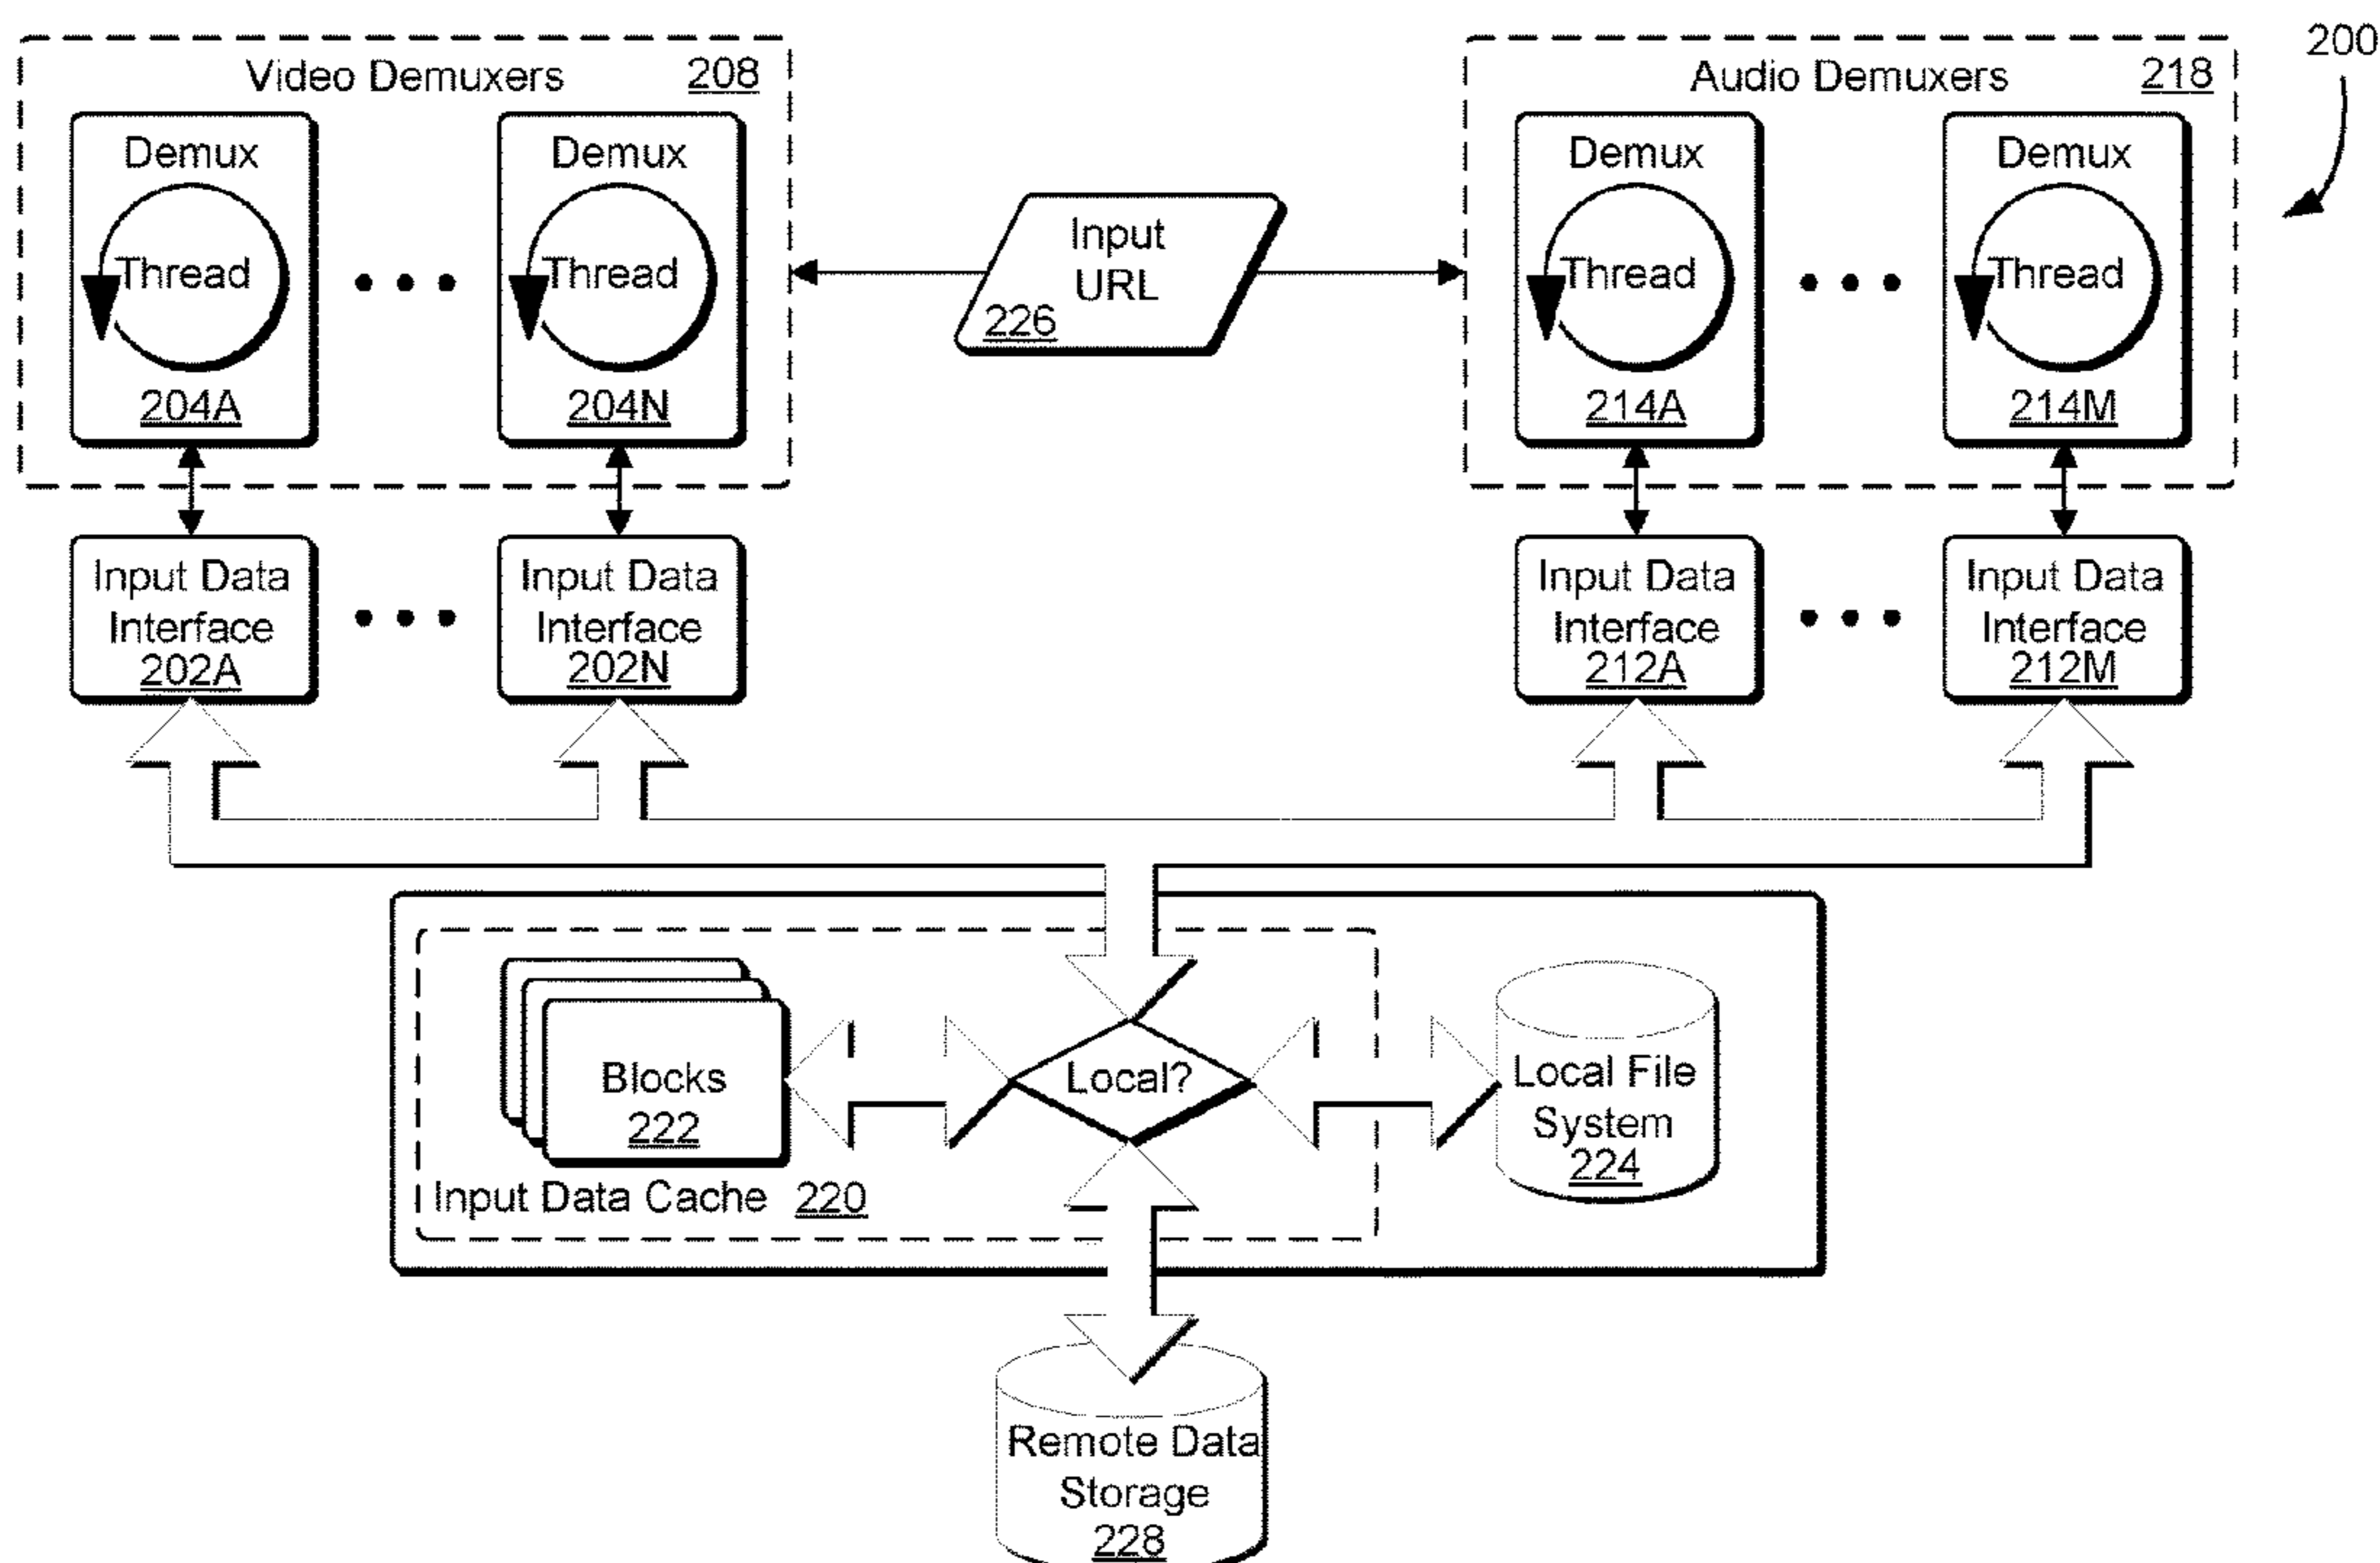 200
Video Demuxers 208
Demux
Thread
204A
Demux
Thread
204N
Input
URL
226
Audio Demuxers 218
Demux
Thread
214A
Demux
Thread
214M
Input Data
Interface
202A
Input Data
Interface
202N
Input Data
Interface
212A
Input Data
Interface
212M
Blocks
222
Local?
Local File
System
224
Input Data Cache 220
Remote Data
Storage
228